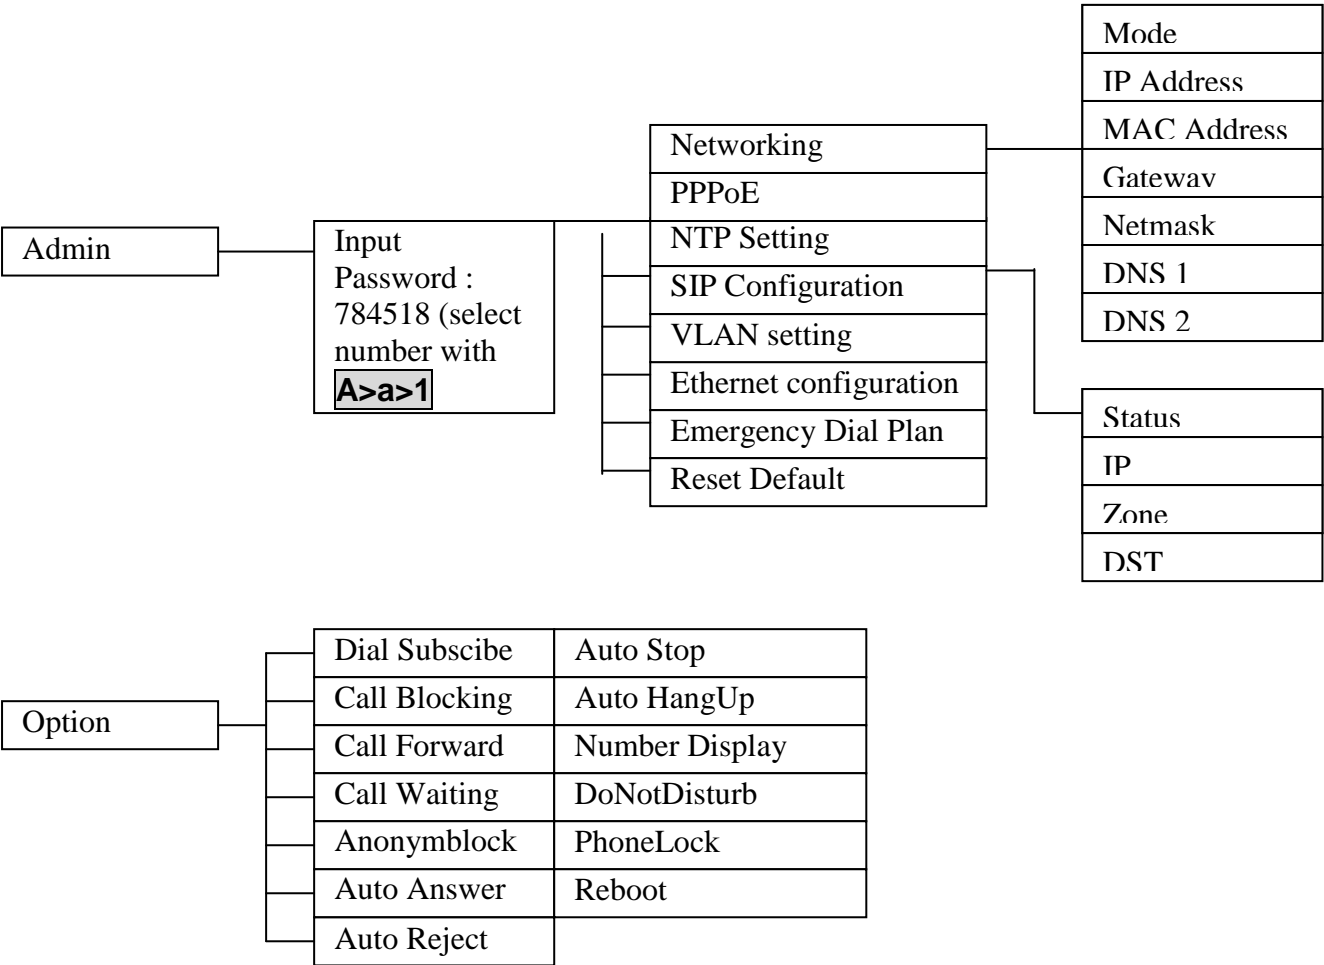 Admin
Input
Password :
784518 (select
number with
A>a>1
Networking
PPPoE
NTP Setting
SIP Configuration
VLAN setting
Ethernet configuration
Emergency Dial Plan
Reset Default
Mode
IP Address
MAC Address
Gateway
Netmask
DNS 1
DNS 2
Status
IP
Zone
DST
Option
Dial Subscibe
Call Blocking
Call Forward
Call Waiting
Anonymblock
Auto Answer
Auto Reject
Auto Stop
Auto HangUp
Number Display
DoNotDisturb
PhoneLock
Reboot